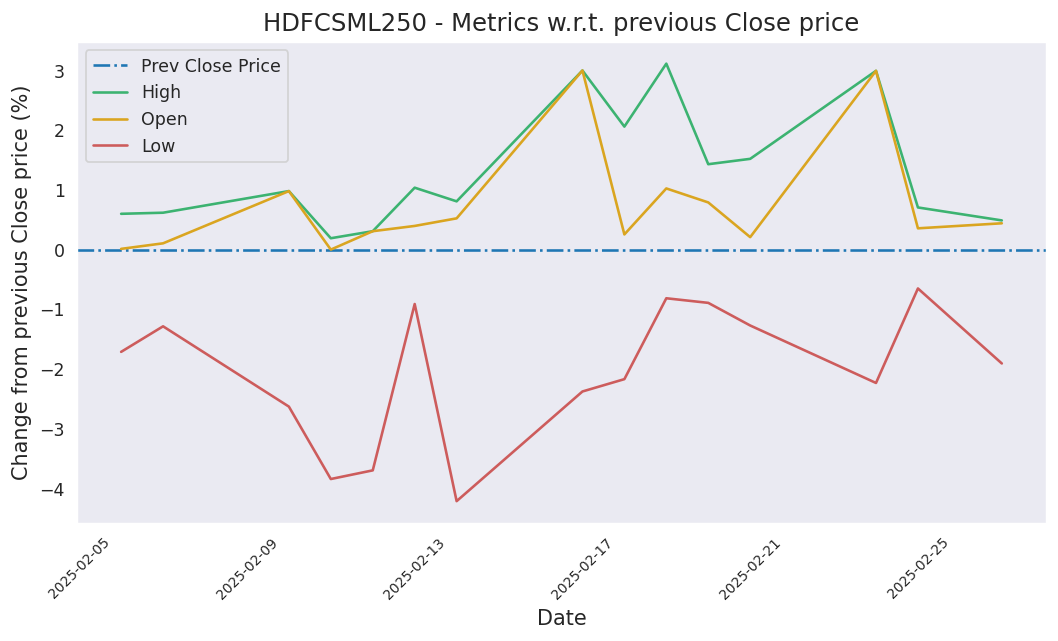 HDFCSML250 - Metrics w.r.t. previous Close price
Prev Close Price
High
Open
Low
Change from previous Close price (%)
3
2
1
0
−1
−2
−3
−4
2025-02-05
2025-02-09
2025-02-13
2025-02-17
2025-02-21
2025-02-25
Date